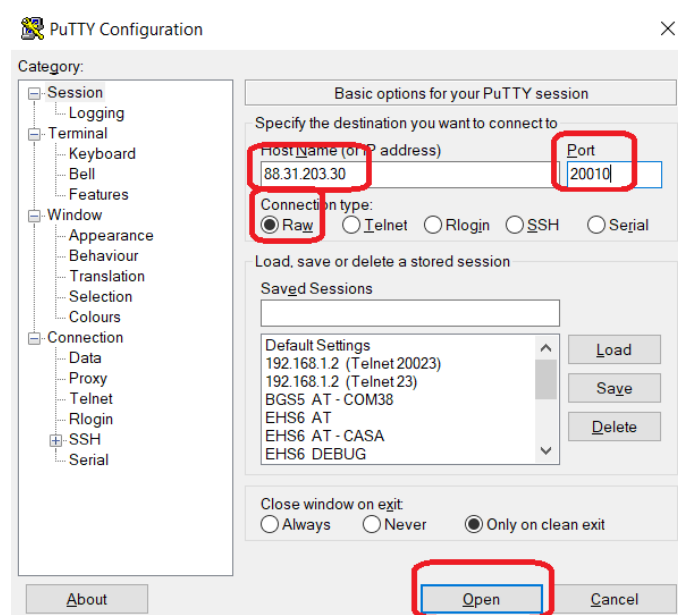 PuTTY Configuration
Category:
Session
Logging
Terminal
Keyboard
Bell
Features
Window
Appearance
Behaviour
Translation
Selection
Colours
Connection
Data
Proxy
Telnet
Rlogin
SSH
Serial
Basic options for your PuTTY session
Specify the destination you want to connect to
Host Name (or IP address) Port
88.31.203.30 20010
Connection type:
Raw Telnet Rlogin SSH Serial
Load, save or delete a stored session
Saved Sessions
Default Settings
192.168.1.2 (Telnet 20023)
192.168.1.2 (Telnet 23)
BGS5 AT - COM38
EHS6 AT
EHS6 AT - CASA
EHS6 DEBUG
Load
Save
Delete
Close window on exit:
Always Never Only on clean exit
About Open Cancel